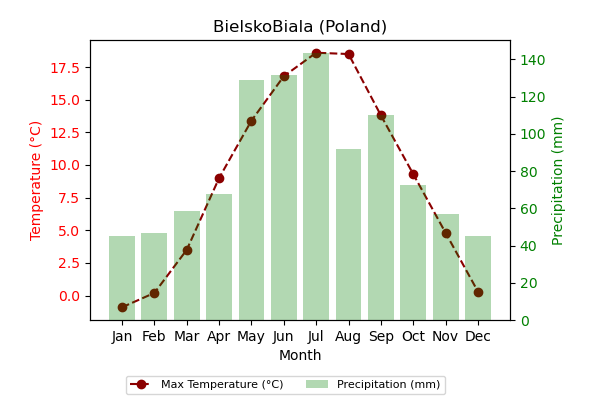 BielskoBiala (Poland)
Temperature (°C)
17.5
15.0
12.5
10.0
7.5
5.0
2.5
0.0
140
120
100
80
60
40
20
0
Precipitation (mm)
Jan Feb Mar Apr May Jun Jul Aug Sep Oct Nov Dec
Month
Max Temperature (°C) Precipitation (mm)